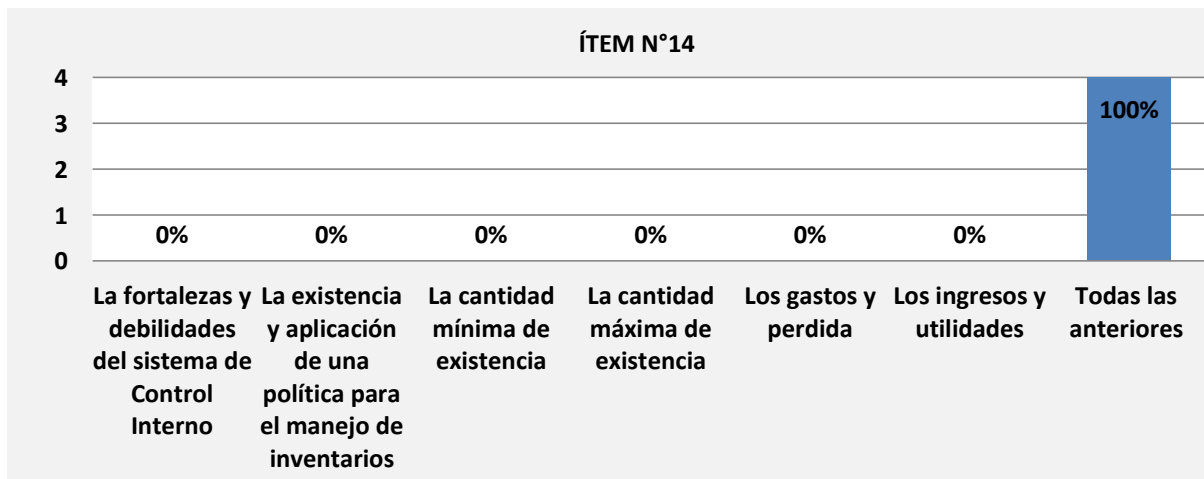 ÍTEM N°14
4
3
2
1
0
0%
0%
0%
0%
0%
0%
100%
La fortalezas y
debilidades
del sistema de
Control
Interno
La existencia
y aplicación
de una
política para
el manejo de
inventarios
La cantidad
mínima de
existencia
La cantidad
máxima de
existencia
Los gastos y
perdida
Los ingresos y
utilidades
Todas las
anteriores